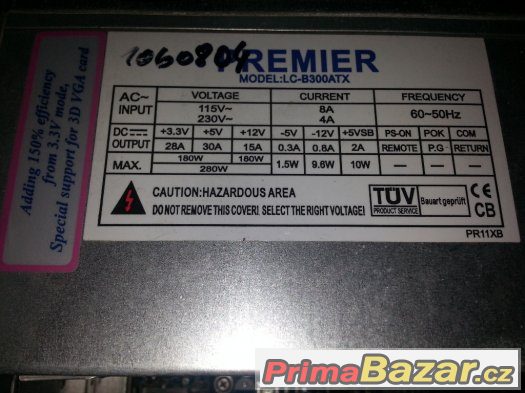 1060804
PREMIER
MODEL:LC-B300ATX
AC~ INPUT VOLTAGE CURRENT FREQUENCY
115V~ 8A 60~50Hz
230V~ 4A
DC OUTPUT +3.3V +5V +12V -5V -12V +5VSB PS-ON POK COM
28A 30A 15A 0.3A 0.8A 2A REMOTE P.G RETURN
MAX. 180W 180W 1.5W 9.6W 10W — — —
280W
CAUTION:HAZARDOUS AREA
DO NOT REMOVE THIS COVER!. SELECT THE RIGHT VOLTAGE!
TÜV
PRODUCT SERVICE
Bauart geprüft
CE
CB
PR11XB
Adding 150% efficiency
from 3.3V mode,
Special support for 3D VGA card
PrimaBazar.cz